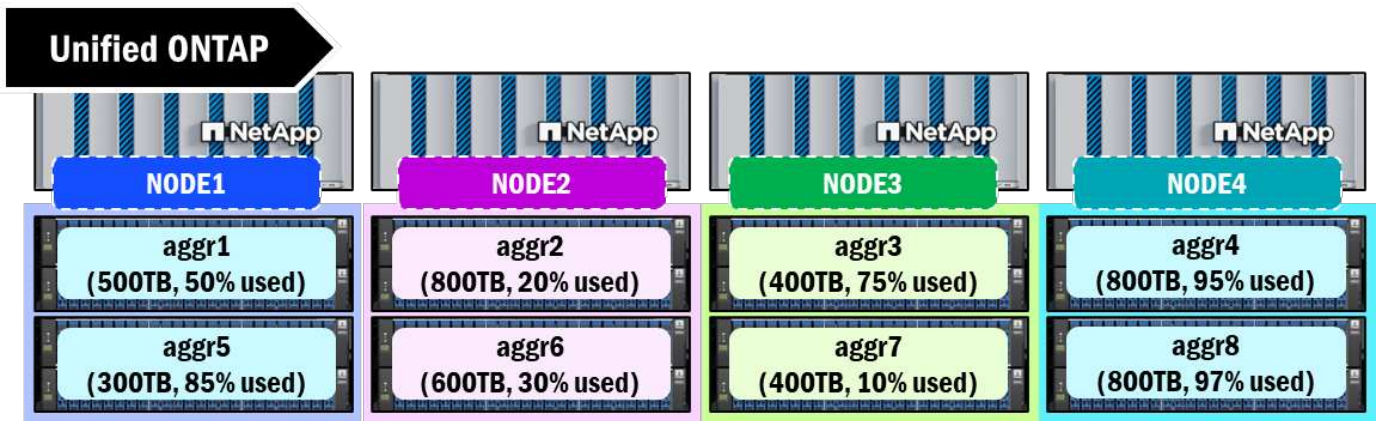 Unified ONTAP
NetApp
NetApp
NetApp
NetApp
NODE1
NODE2
NODE3
NODE4
aggr1
(500TB, 50% used)
aggr2
(800TB, 20% used)
aggr3
(400TB, 75% used)
aggr4
(800TB, 95% used)
aggr5
(300TB, 85% used)
aggr6
(600TB, 30% used)
aggr7
(400TB, 10% used)
aggr8
(800TB, 97% used)